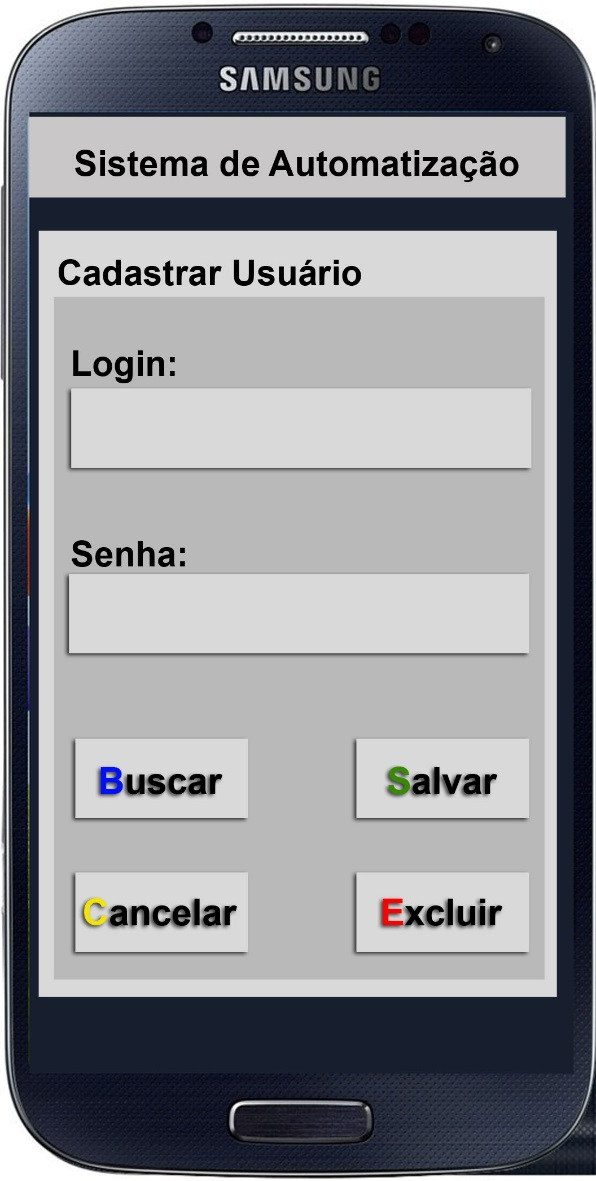 SAMSUNG
Sistema de Automatização
Cadastrar Usuário
Login:
Senha:
Buscar
Salvar
Cancelar
Excluir